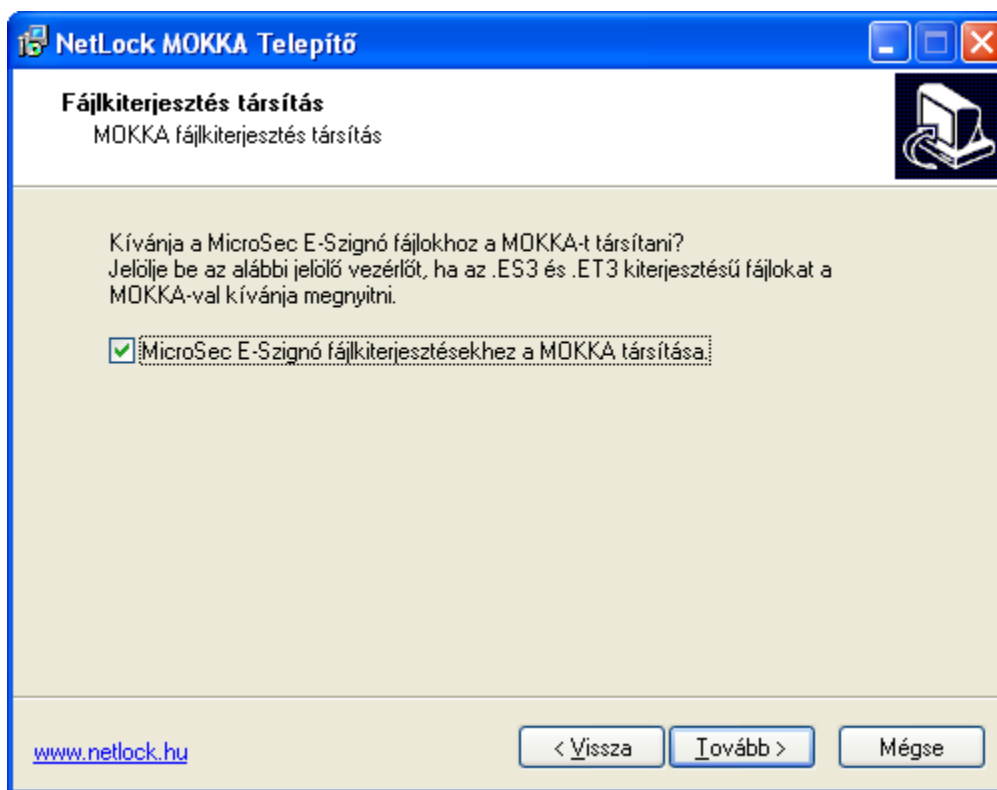 NetLock MOKKA Telepítő
Fájlkiterjesztés társítás
MOKKA fájlkiterjesztés társítás
Kívánja a MicroSec E-Szignó fájlokhoz a MOKKA-t társítani?
Jelölje be az alábbi jelölő vezérlőt, ha az .ES3 és .ET3 kiterjesztésű fájlokat a
MOKKA-val kívánja megnyitni.
MicroSec E-Szignó fájlkiterjesztésekhez a MOKKA társítása.
www.netlock.hu
< Vissza
Tovább >
Mégse